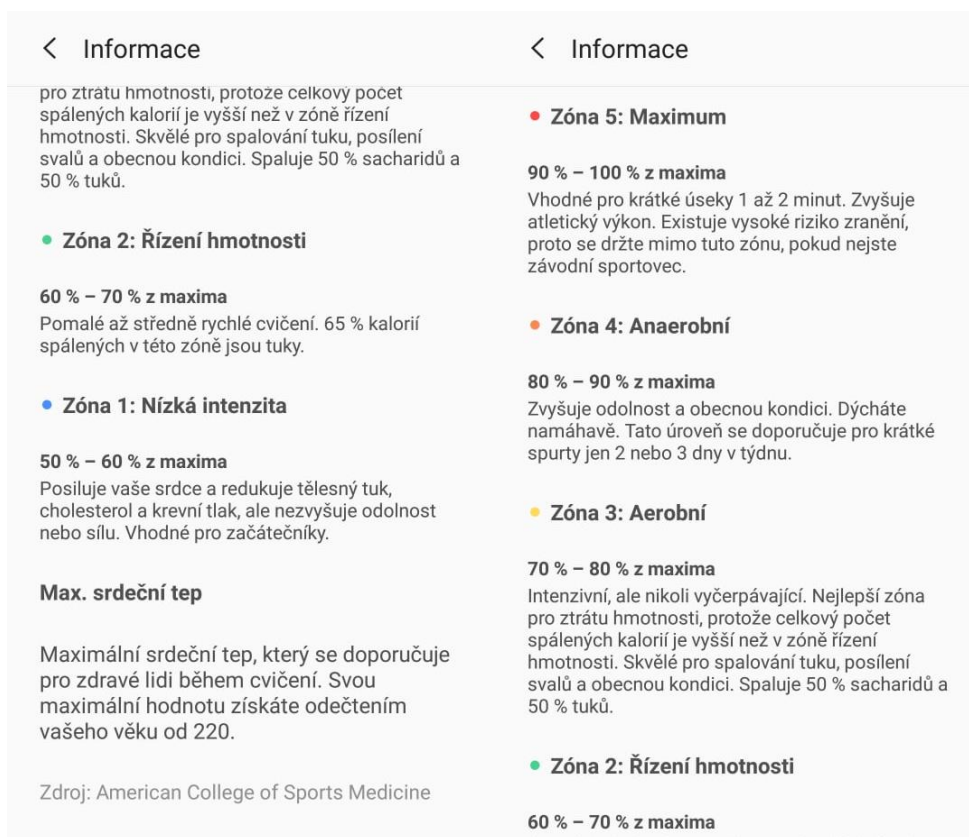 Informace
pro ztrátu hmotnosti, protože celkový počet
spálených kalorií je vyšší než v zóně řízení
hmotnosti. Skvělé pro spalování tuku, posílení
svalů a obecnou kondici. Spaluje 50 % sacharidů a
50 % tuků.
Zóna 2: Řízení hmotnosti
60 % – 70 % z maxima
Pomalé až středně rychlé cvičení. 65 % kalorií
spálených v této zóně jsou tuky.
Zóna 1: Nízká intenzita
50 % – 60 % z maxima
Posiluje vaše srdce a redukuje tělesný tuk,
cholesterol a krevní tlak, ale nezvyšuje odolnost
nebo sílu. Vhodné pro začátečníky.
Max. srdeční tep
Maximální srdeční tep, který se doporučuje
pro zdravé lidi během cvičení. Svou
maximální hodnotu získáte odečtením
vašeho věku od 220.
Zdroj: American College of Sports Medicine
Informace
Zóna 5: Maximum
90 % – 100 % z maxima
Vhodné pro krátké úseky 1 až 2 minut. Zvyšuje
atletický výkon. Existuje vysoké riziko zranění,
proto se držte mimo tuto zónu, pokud nejste
závodní sportovec.
Zóna 4: Anaerobní
80 % – 90 % z maxima
Zvyšuje odolnost a obecnou kondici. Dýcháte
namáhavě. Tato úroveň se doporučuje pro krátké
spurty jen 2 nebo 3 dny v týdnu.
Zóna 3: Aerobní
70 % – 80 % z maxima
Intenzivní, ale nikoli vyčerpávající. Nejlepší zóna
pro ztrátu hmotnosti, protože celkový počet
spálených kalorií je vyšší než v zóně řízení
hmotnosti. Skvělé pro spalování tuku, posílení
svalů a obecnou kondici. Spaluje 50 % sacharidů a
50 % tuků.
Zóna 2: Řízení hmotnosti
60 % – 70 % z maxima